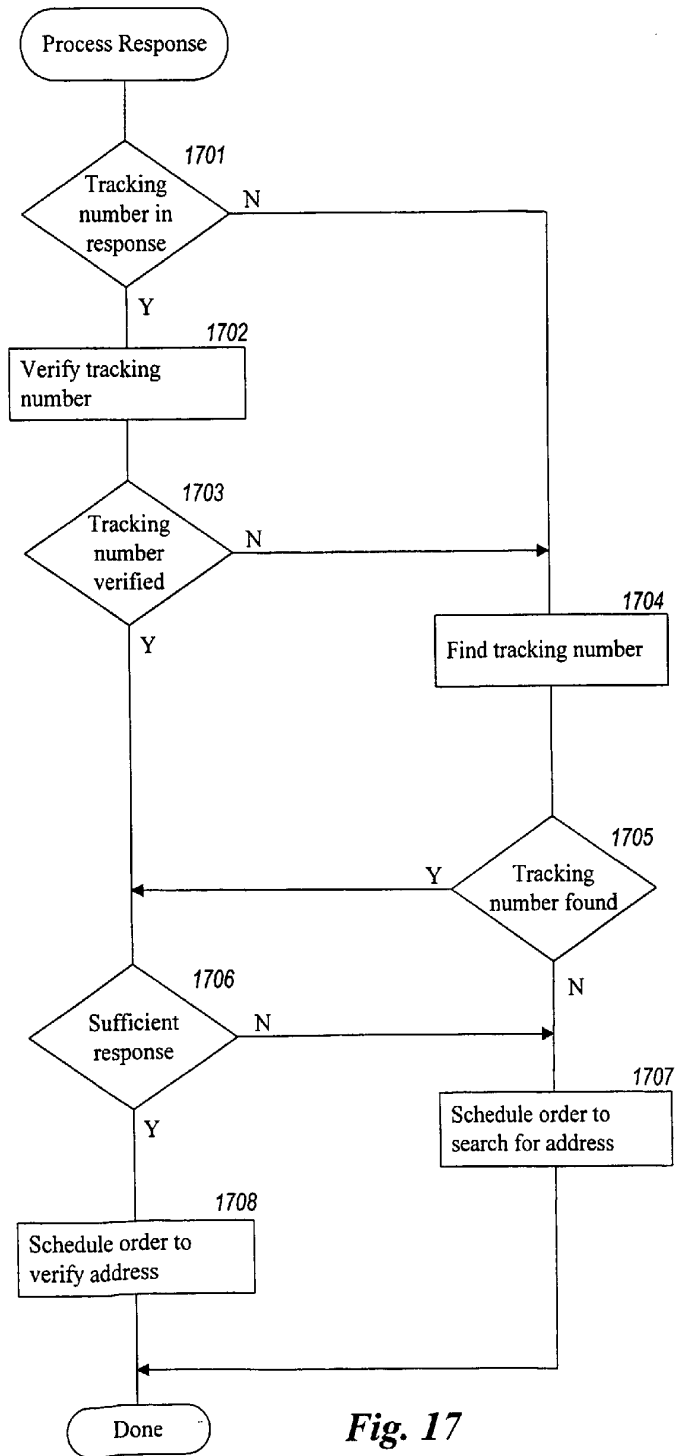 Process Response
1701
Tracking
number in
response
N
Y
1702
Verify tracking
number
1703
Tracking
number
verified
N
Y
1704
Find tracking number
1705
Tracking
number found
Y
N
1706
Sufficient
response
N
Y
1707
Schedule order to
search for address
1708
Schedule order to
verify address
Done
Fig. 17